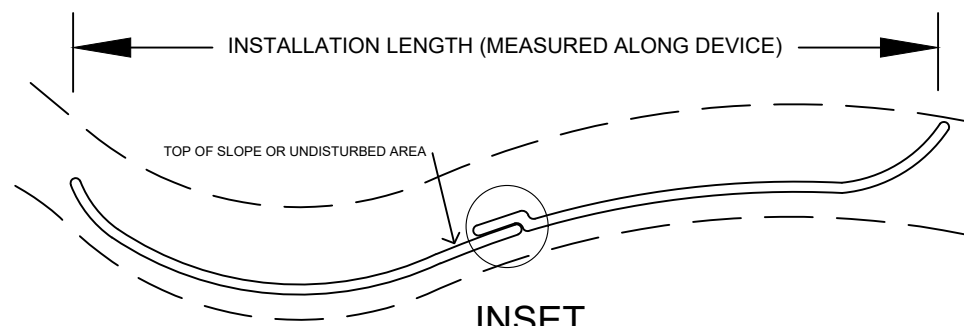 INSTALLATION LENGTH (MEASURED ALONG DEVICE)
TOP OF SLOPE OR UNDISTURBED AREA
INSET